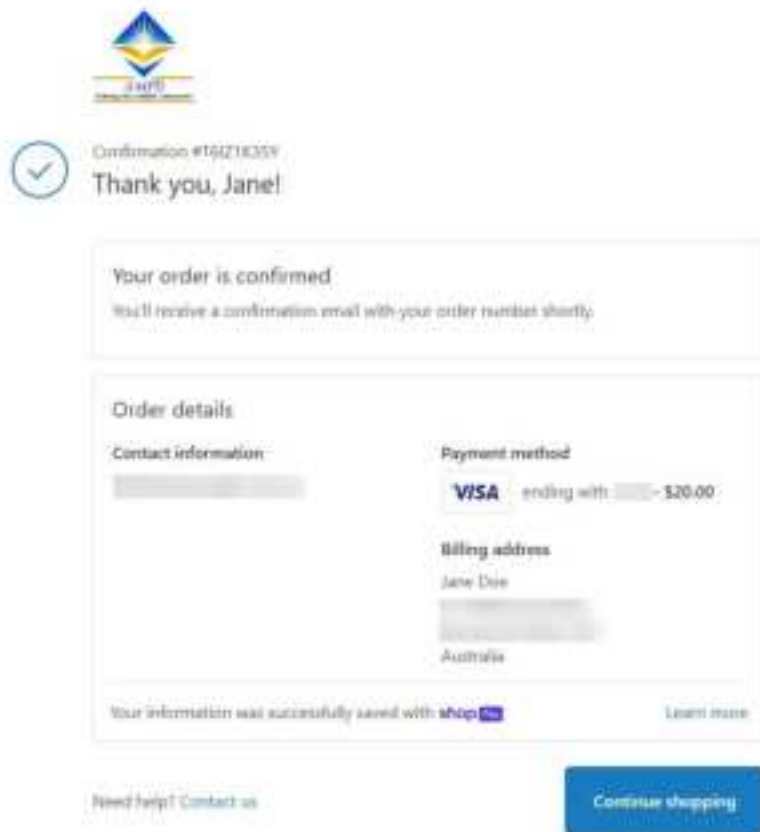 Confirmation
Thank you, Jane!
Your order is confirmed
You'll receive a confirmation email with your order number shortly.
Order details
Contact information
Payment method
VISA ending with - $20.00
Billing address
Jane Doe
Australia
Your information was successfully saved with shop Pay
Learn more
Need help? Contact us
Continue shopping